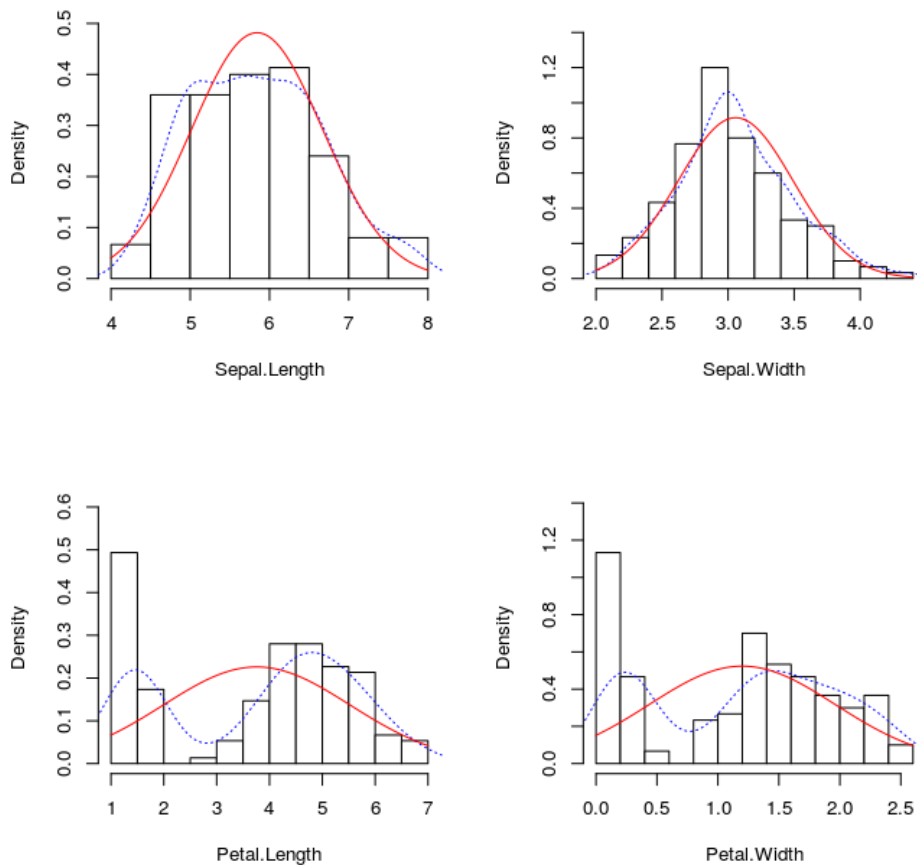 Density
0.0 0.1 0.2 0.3 0.4 0.5
4 5 6 7 8
Sepal.Length
Density
0.0 0.4 0.8 1.2
2.0 2.5 3.0 3.5 4.0
Sepal.Width
Density
0.0 0.1 0.2 0.3 0.4 0.5 0.6
1 2 3 4 5 6 7
Petal.Length
Density
0.0 0.4 0.8 1.2
0.0 0.5 1.0 1.5 2.0 2.5
Petal.Width